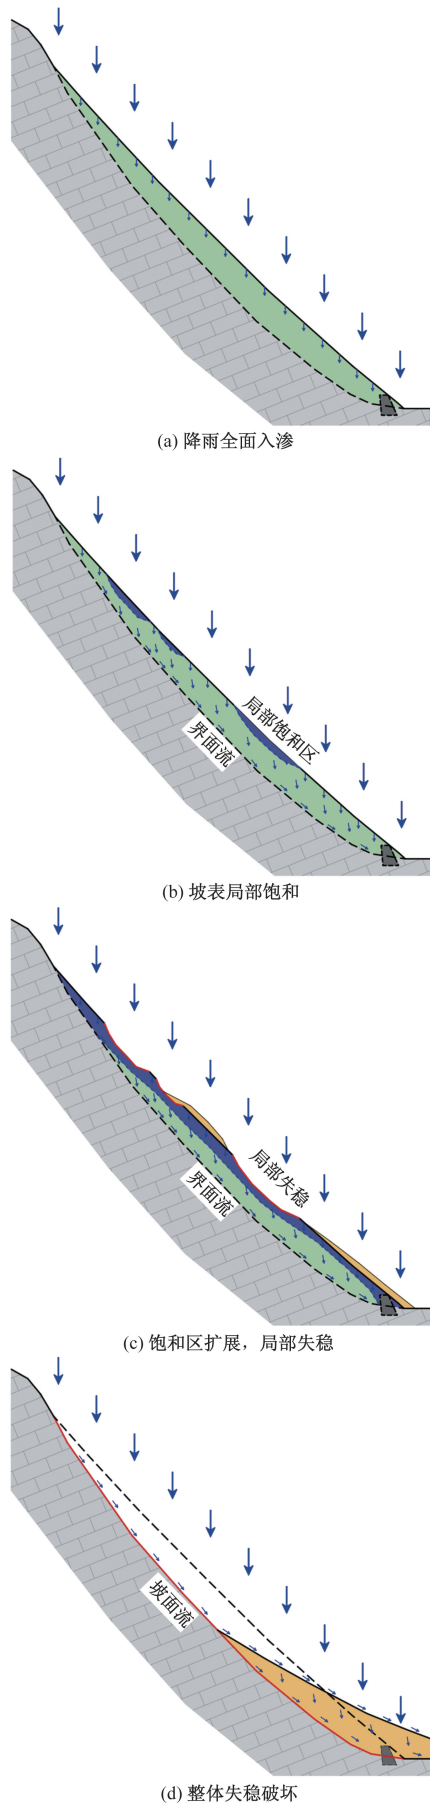 (a) 降雨全面入渗
局部饱和区
界面流
(b) 坡表局部饱和
局部失稳
界面流
(c) 饱和区扩展，局部失稳
坡面流
(d) 整体失稳破坏